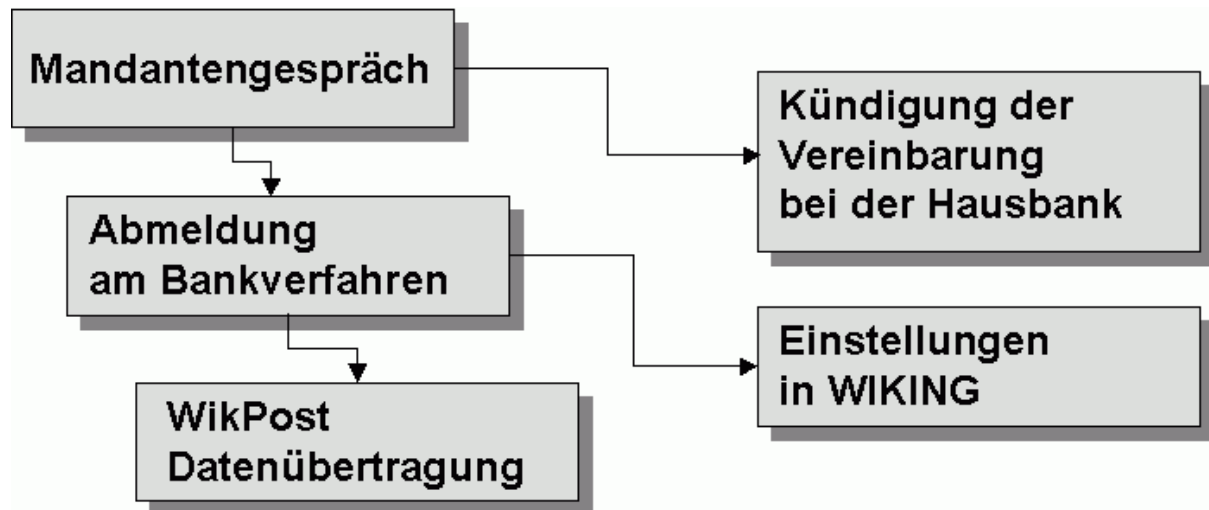 Mandantengespräch
Kündigung der
Vereinbarung
bei der Hausbank
Abmeldung
am Bankverfahren
Einstellungen
in WIKING
WikPost
Datenübertragung